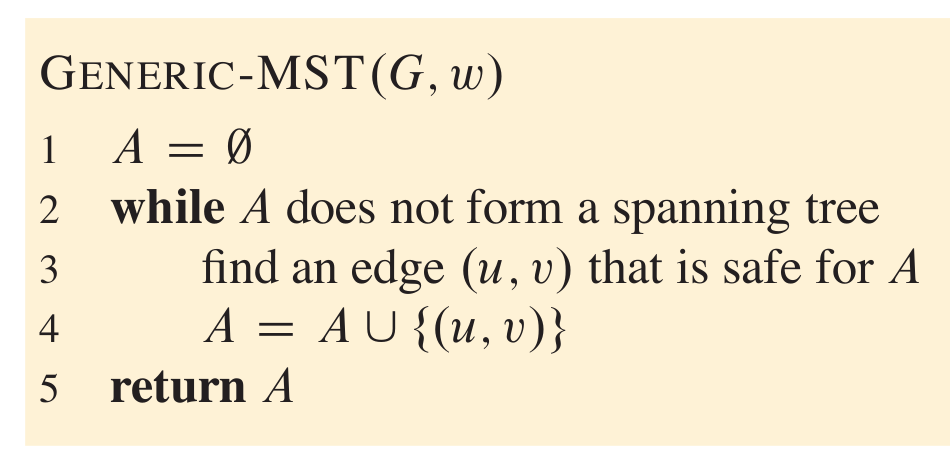 GENERIC-MST(G, w)
1 A = ∅
2 while A does not form a spanning tree
3 find an edge (u, v) that is safe for A
4 A = A ∪ {(u, v)}
5 return A